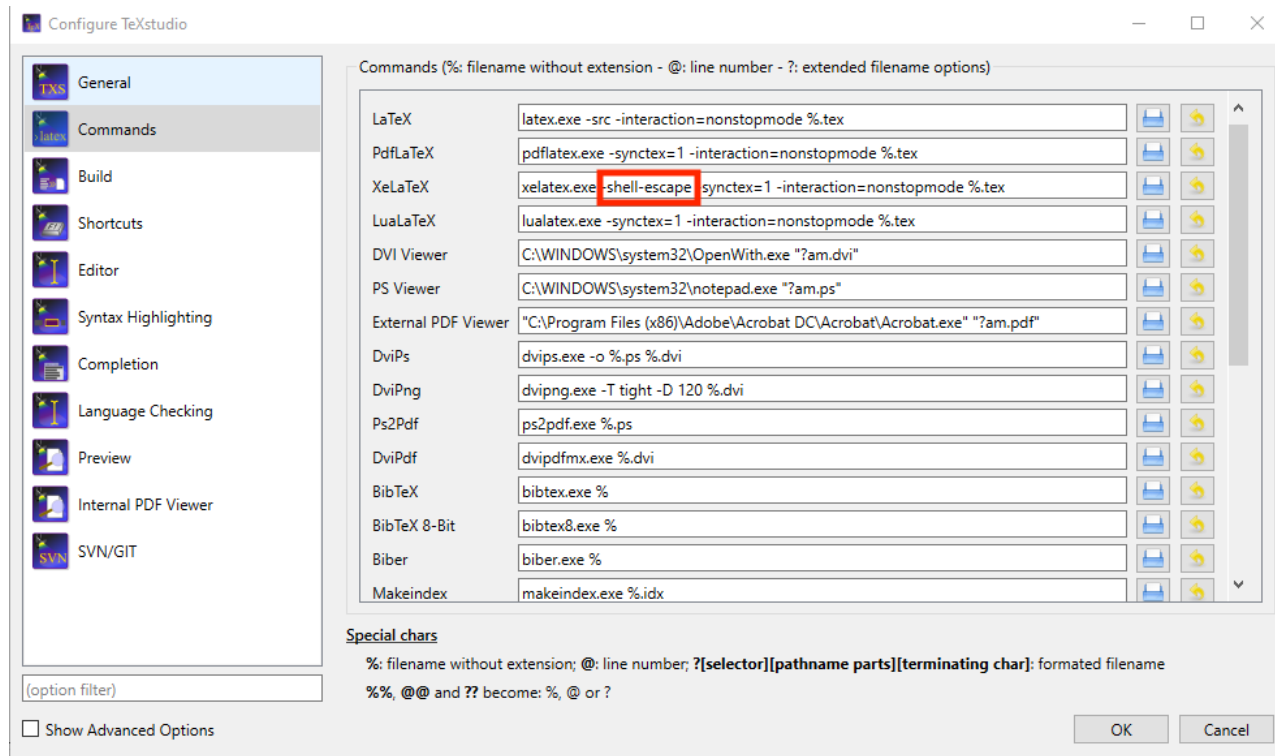 Configure TeXstudio
General
Commands
Build
Shortcuts
Editor
Syntax Highlighting
Completion
Language Checking
Preview
Internal PDF Viewer
SVN/GIT
(option filter)
Show Advanced Options
Commands (%: filename without extension - @: line number - ?: extended filename options)
LaTeX latex.exe -src -interaction=nonstopmode %.tex
PdfLaTeX pdflatex.exe -synctex=1 -interaction=nonstopmode %.tex
XeLaTeX xelatex.exe -shell-escape -synctex=1 -interaction=nonstopmode %.tex
LuaLaTeX lualatex.exe -synctex=1 -interaction=nonstopmode %.tex
DVI Viewer C:\WINDOWS\system32\OpenWith.exe "?am.dvi"
PS Viewer C:\WINDOWS\system32\notepad.exe "?am.ps"
External PDF Viewer "C:\Program Files (x86)\Adobe\Acrobat DC\Acrobat\Acrobat.exe" "?am.pdf"
DviPs dvips.exe -o %.ps %.dvi
DviPng dvipng.exe -T tight -D 120 %.dvi
Ps2Pdf ps2pdf.exe %.ps
DviPdf dvipdfmx.exe %.dvi
BibTeX bibtex.exe %
BibTeX 8-Bit bibtex8.exe %
Biber biber.exe %
Makeindex makeindex.exe %.idx
Special chars
%: filename without extension; @: line number; ?[selector][pathname parts][terminating char]: formated filename
%%, @@ and ?? become: %, @ or ?
OK Cancel
TXS
›latex
SVN